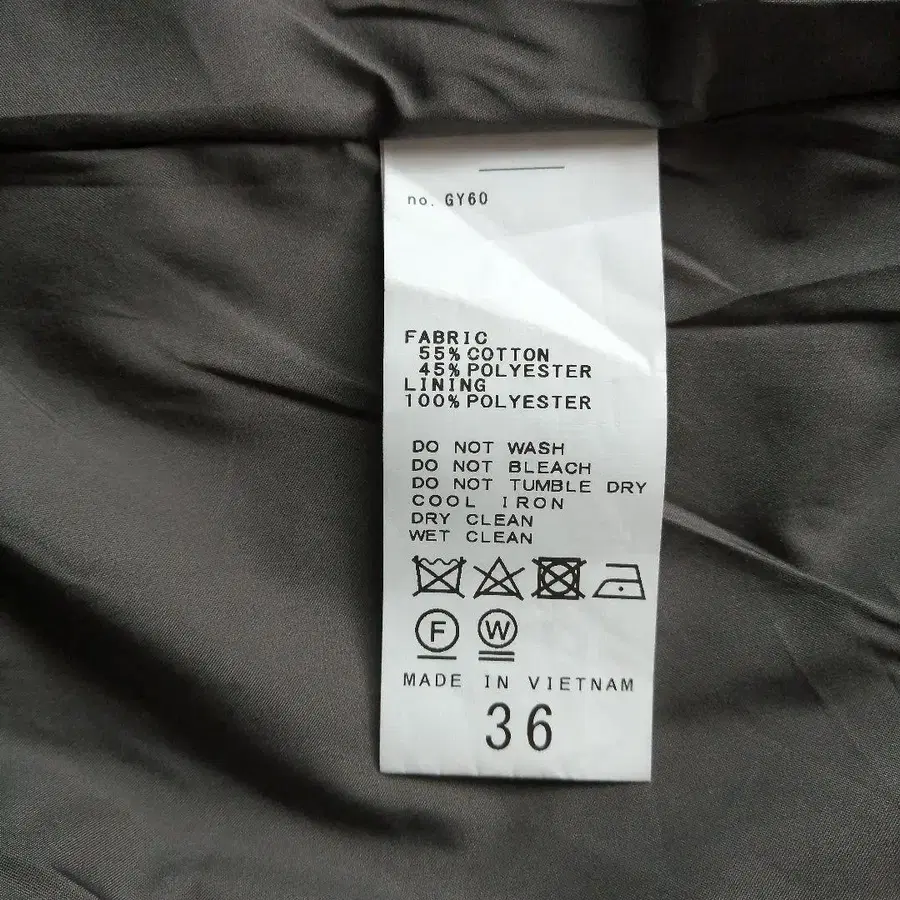 no. GY60
FABRIC
55% COTTON
45% POLYESTER
LINING
100% POLYESTER
DO NOT WASH
DO NOT BLEACH
DO NOT TUMBLE DRY
COOL IRON
DRY CLEAN
WET CLEAN
F W
MADE IN VIETNAM
36